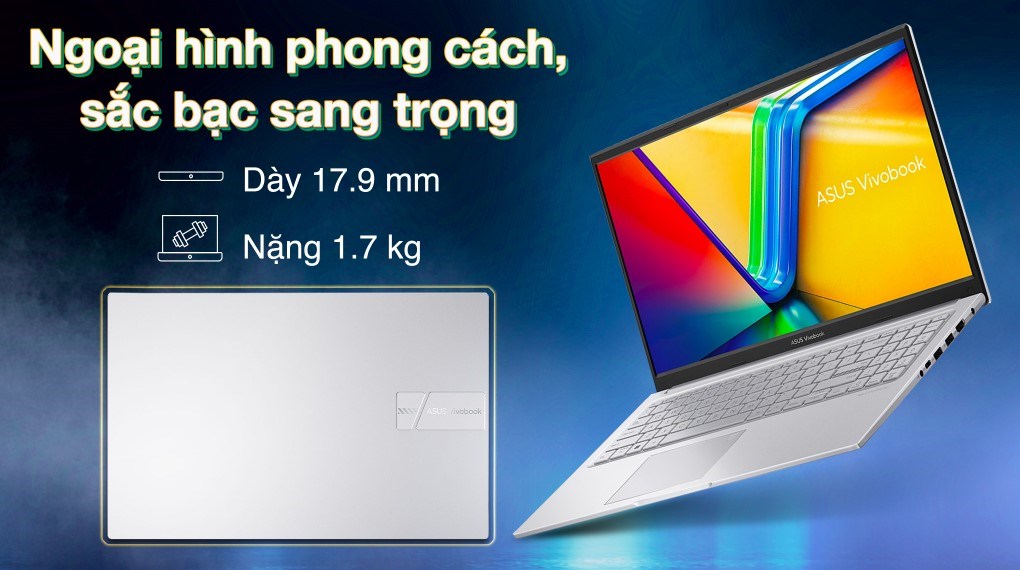 Ngoại hình phong cách,
sắc bạc sang trọng
Dày 17.9 mm
Nặng 1.7 kg
ASUS Vivobook
ASUS Vivobook
ASUS Vivobook